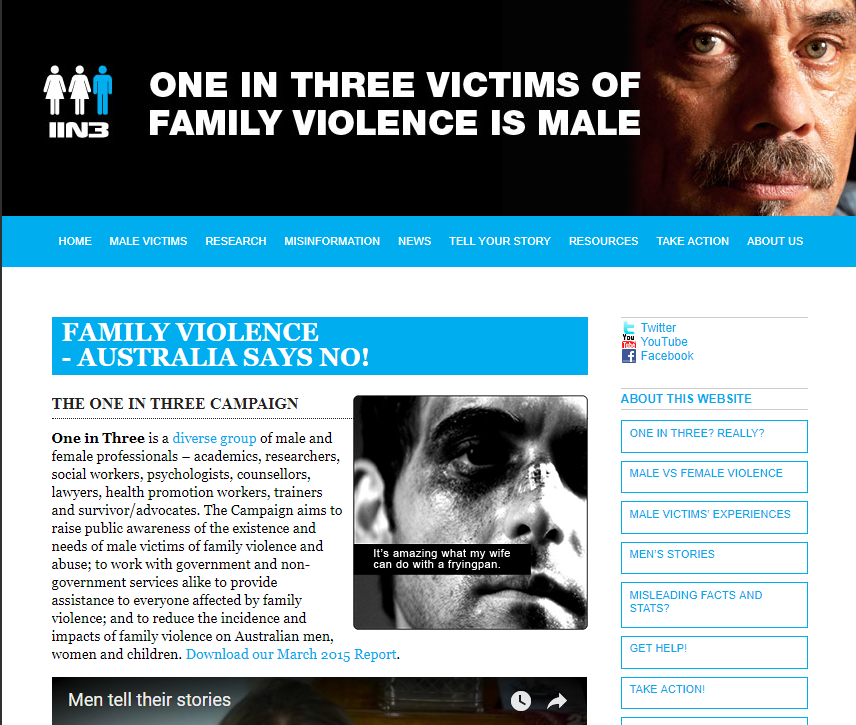 ONE IN THREE VICTIMS OF
FAMILY VIOLENCE IS MALE
1IN3
HOME MALE VICTIMS RESEARCH MISINFORMATION NEWS TELL YOUR STORY RESOURCES TAKE ACTION ABOUT US
FAMILY VIOLENCE
- AUSTRALIA SAYS NO!
THE ONE IN THREE CAMPAIGN
One in Three is a diverse group of male and
female professionals – academics, researchers,
social workers, psychologists, counsellors,
lawyers, health promotion workers, trainers
and survivor/advocates. The Campaign aims to
raise public awareness of the existence and
needs of male victims of family violence and
abuse; to work with government and non-
government services alike to provide
assistance to everyone affected by family
violence; and to reduce the incidence and
impacts of family violence on Australian men,
women and children. Download our March 2015 Report.
It's amazing what my wife
can do with a fryingpan.
Men tell their stories
Twitter
You
Tube
YouTube
Facebook
ABOUT THIS WEBSITE
ONE IN THREE? REALLY?
MALE VS FEMALE VIOLENCE
MALE VICTIMS' EXPERIENCES
MEN'S STORIES
MISLEADING FACTS AND
STATS?
GET HELP!
TAKE ACTION!